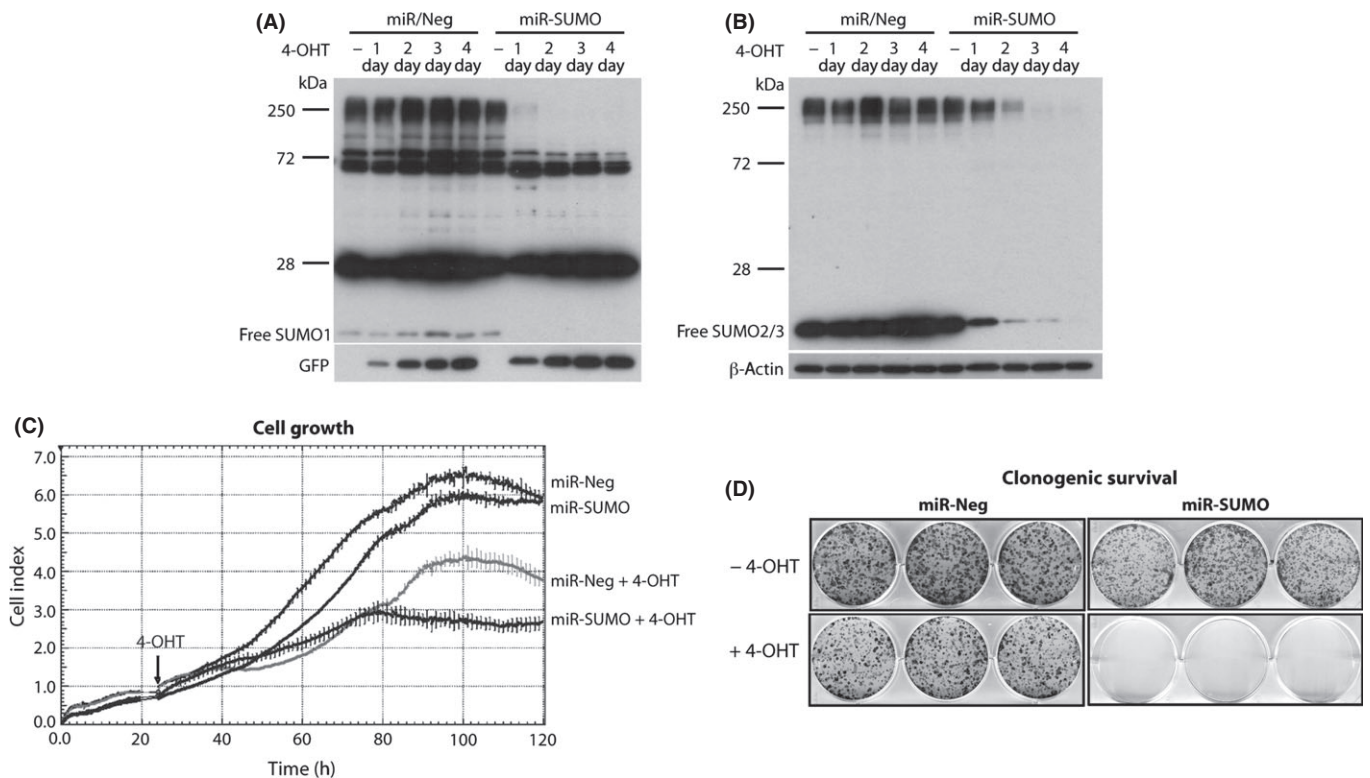 (A)
miR/Neg miR-SUMO
4-OHT – 1 2 3 4 – 1 2 3 4
day day day day day day day day
kDa
250
72
28
Free SUMO1
GFP
(B)
miR/Neg miR-SUMO
4-OHT – 1 2 3 4 – 1 2 3 4
day day day day day day day day
kDa
250
72
28
Free SUMO2/3
β-Actin
(C)
Cell growth
7.0
6.0
5.0
4.0
3.0
2.0
1.0
0.0
Cell index
4-OHT
miR-Neg
miR-SUMO
miR-Neg + 4-OHT
miR-SUMO + 4-OHT
0.0 20 40 60 80 100 120
Time (h)
(D)
Clonogenic survival
miR-Neg miR-SUMO
– 4-OHT
+ 4-OHT